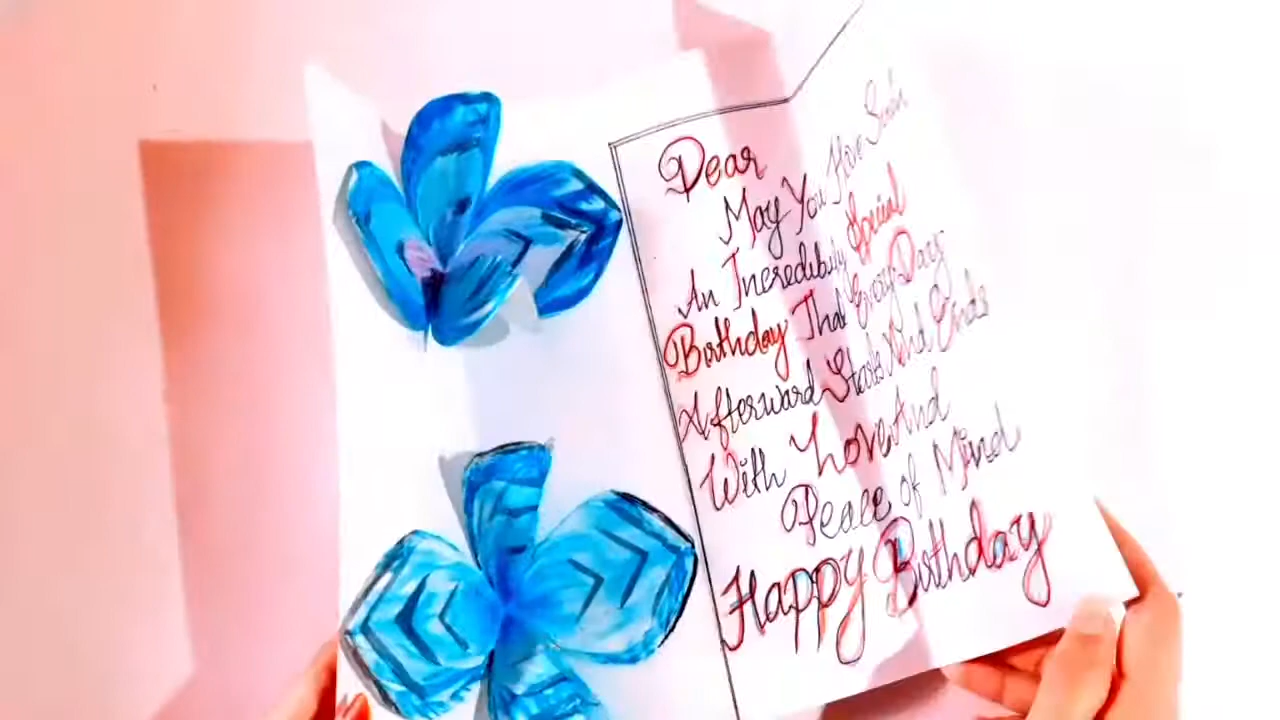 Dear
May You Have Such
An Incredibily Special
Birthday That Every Day
Afterward Starts And Ends
With Love And
Peace of Mind
Happy Birthday